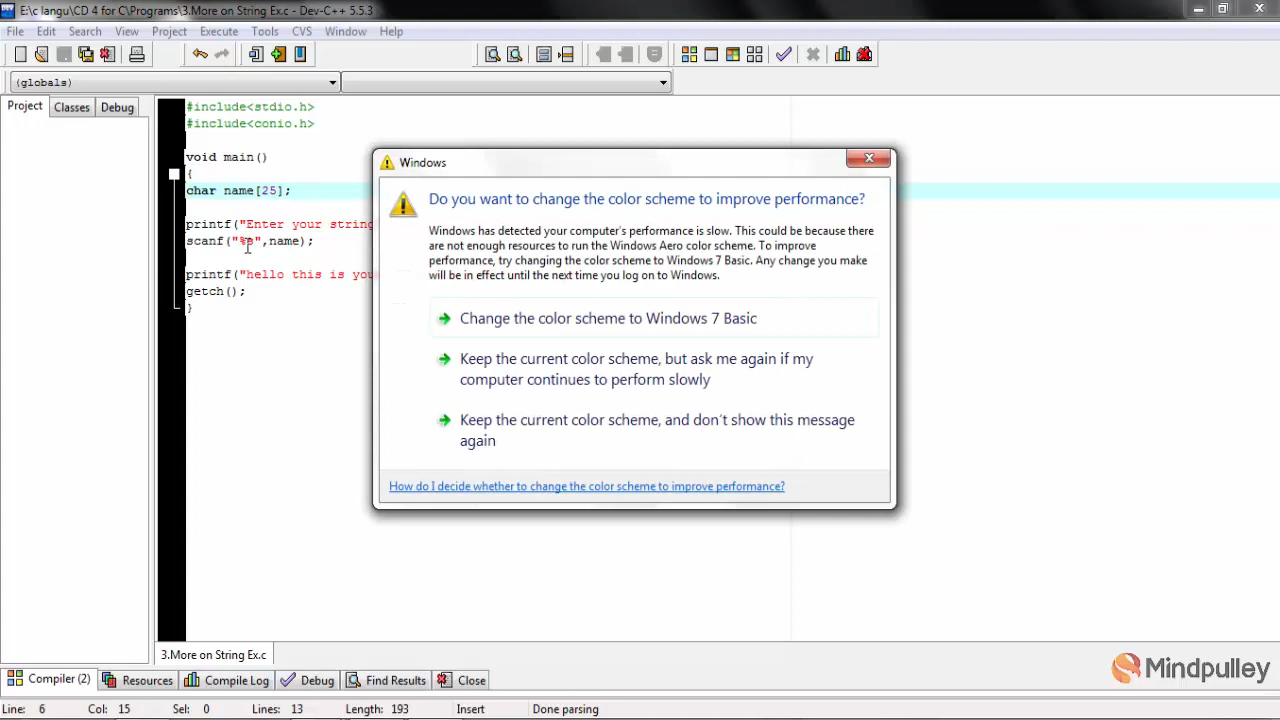 E:\c langu\CD 4 for C\Programs\3.More on String Ex.c - Dev-C++ 5.5.3
File Edit Search View Project Execute Tools CVS Window Help
(globals)
Project Classes Debug
#include<stdio.h>
#include<conio.h>
void main()
{
char name[25];
printf("Enter your string
scanf("%s",name);
printf("hello this is you
getch();
}
Windows
Do you want to change the color scheme to improve performance?
Windows has detected your computer's performance is slow. This could be because there
are not enough resources to run the Windows Aero color scheme. To improve
performance, try changing the color scheme to Windows 7 Basic. Any change you make
will be in effect until the next time you log on to Windows.
Change the color scheme to Windows 7 Basic
Keep the current color scheme, but ask me again if my
computer continues to perform slowly
Keep the current color scheme, and don't show this message
again
How do I decide whether to change the color scheme to improve performance?
3.More on String Ex.c
Mindpulley
Compiler (2) Resources Compile Log Debug Find Results Close
Line: 6 Col: 15 Sel: 0 Lines: 13 Length: 193 Insert Done parsing